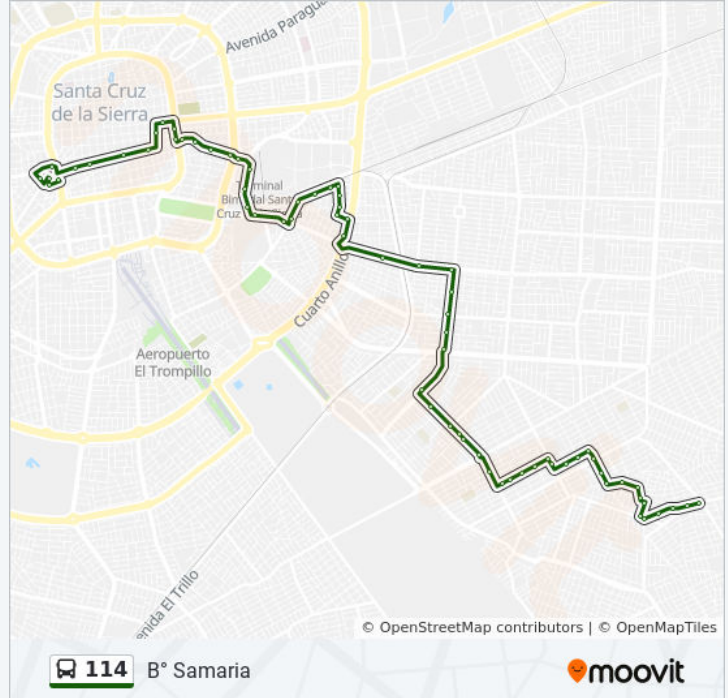 Avenida Paragua
Santa Cruz
de la Sierra
Terminal
Bimodal Santa
Cruz
Cuarto Anillo
Aeropuerto
El Trompillo
enida El Trillo
© OpenStreetMap contributors | © OpenMapTiles
114 B° Samaria
moovit